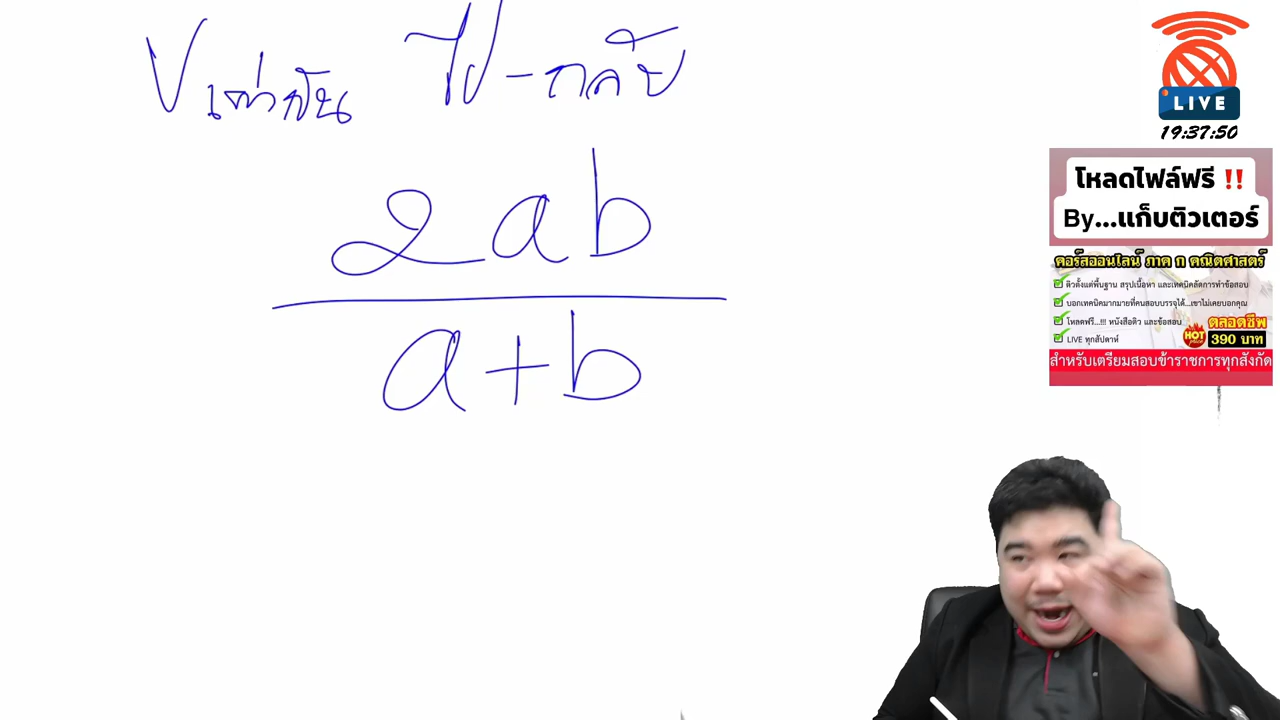 Vเท่ากัน ไป-กลับ
2ab
a+b
LIVE
19:37:50
โหลดไฟล์ฟรี ‼
By...แก็บติวเตอร์
คอร์สออนไลน์ ภาค ก คณิตศาสตร์
ติวตั้งแต่พื้นฐาน สรุปเนื้อหา และเทคนิคลัดการทำข้อสอบ
บอกเทคนิคมากมายที่คนสอบบรรจุได้...เขาไม่เคยบอกคุณ
โหลดฟรี...!!! หนังสือติว และข้อสอบ
LIVE ทุกสัปดาห์
HOT
ตลอดชีพ
390 บาท
สำหรับเตรียมสอบข้าราชการทุกสังกัด